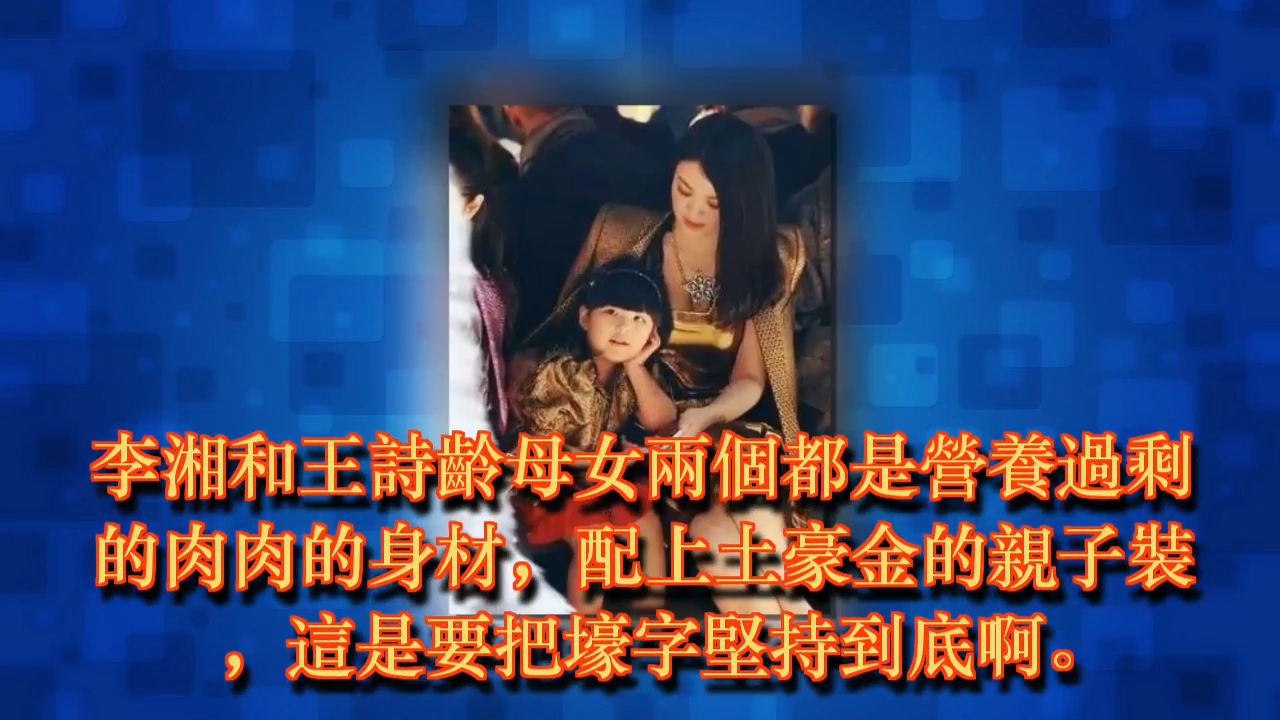 李湘和王詩齡母女兩個都是營養過剩
的肉肉的身材，配上土豪金的親子裝
，這是要把壕字堅持到底啊。